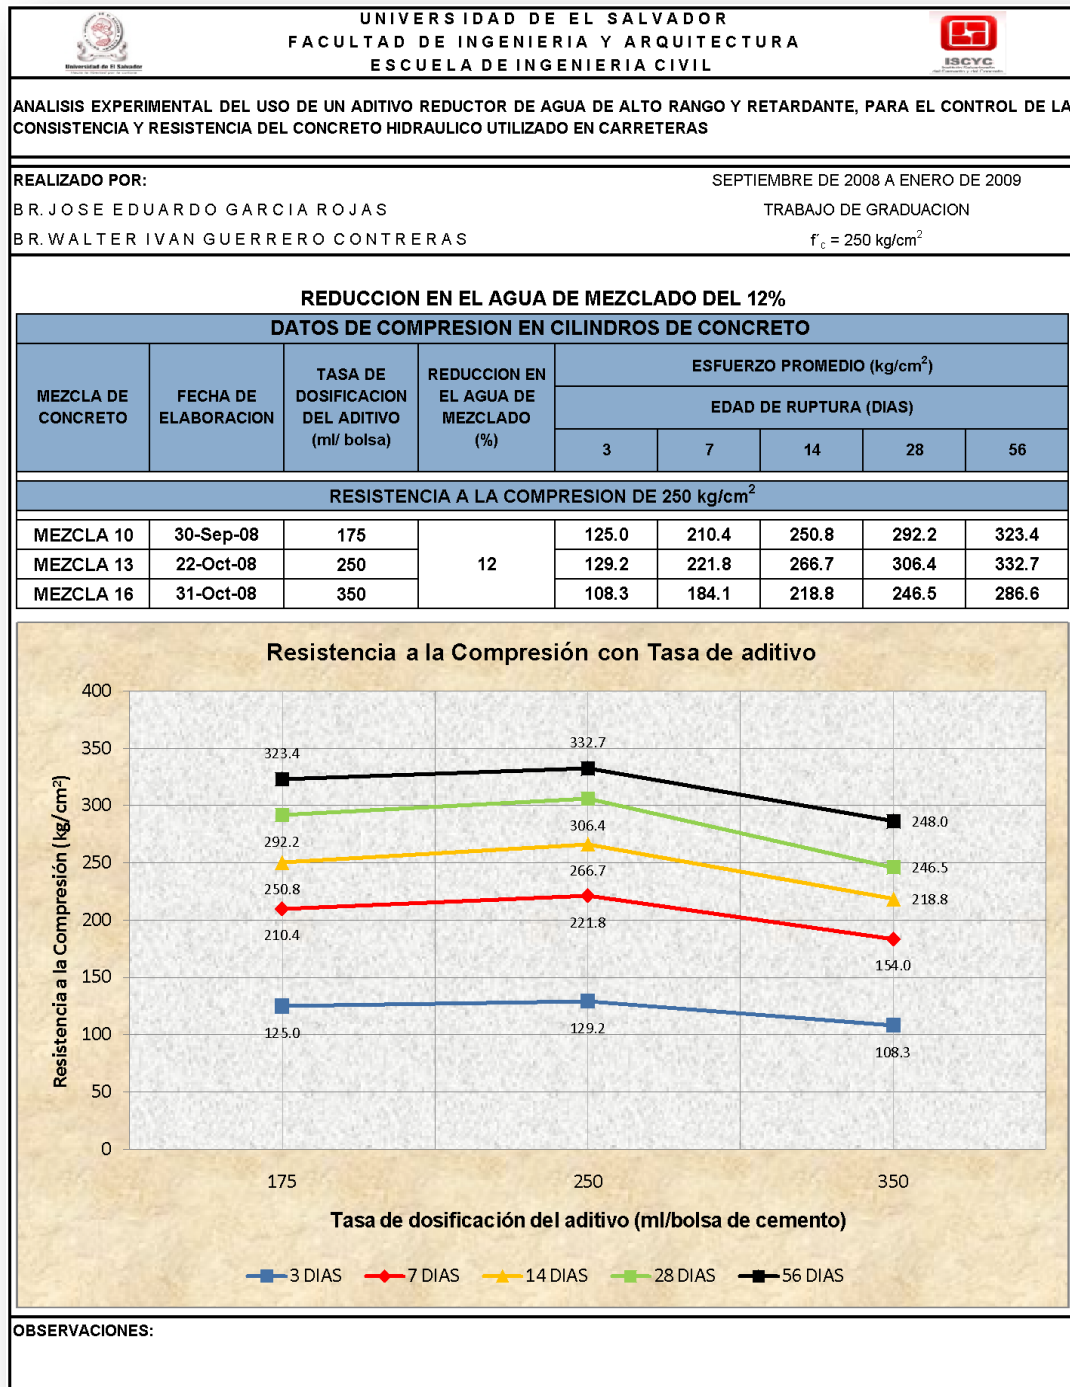 UNIVERSIDAD DE EL SALVADOR
FACULTAD DE INGENIERIA Y ARQUITECTURA
ESCUELA DE INGENIERIA CIVIL
Universidad de El Salvador
ISCYC
ANALISIS EXPERIMENTAL DEL USO DE UN ADITIVO REDUCTOR DE AGUA DE ALTO RANGO Y RETARDANTE, PARA EL CONTROL DE LA
CONSISTENCIA Y RESISTENCIA DEL CONCRETO HIDRAULICO UTILIZADO EN CARRETERAS
REALIZADO POR:
SEPTIEMBRE DE 2008 A ENERO DE 2009
BR. JOSE EDUARDO GARCIA ROJAS
TRABAJO DE GRADUACION
BR. WALTER IVAN GUERRERO CONTRERAS
f´c = 250 kg/cm²
REDUCCION EN EL AGUA DE MEZCLADO DEL 12%
DATOS DE COMPRESION EN CILINDROS DE CONCRETO
MEZCLA DE
CONCRETO
FECHA DE
ELABORACION
TASA DE
DOSIFICACION
DEL ADITIVO
(ml/ bolsa)
REDUCCION EN
EL AGUA DE
MEZCLADO
(%)
ESFUERZO PROMEDIO (kg/cm²)
EDAD DE RUPTURA (DIAS)
3 7 14 28 56
RESISTENCIA A LA COMPRESION DE 250 kg/cm²
MEZCLA 10 30-Sep-08 175 125.0 210.4 250.8 292.2 323.4
MEZCLA 13 22-Oct-08 250 12 129.2 221.8 266.7 306.4 332.7
MEZCLA 16 31-Oct-08 350 108.3 184.1 218.8 246.5 286.6
Resistencia a la Compresión con Tasa de aditivo
Resistencia a la Compresión (kg/cm²)
400
350
300
250
200
150
100
50
0
323.4 332.7 248.0
292.2 306.4 246.5
250.8 266.7 218.8
210.4 221.8 154.0
125.0 129.2 108.3
175 250 350
Tasa de dosificación del aditivo (ml/bolsa de cemento)
3 DIAS 7 DIAS 14 DIAS 28 DIAS 56 DIAS
OBSERVACIONES: